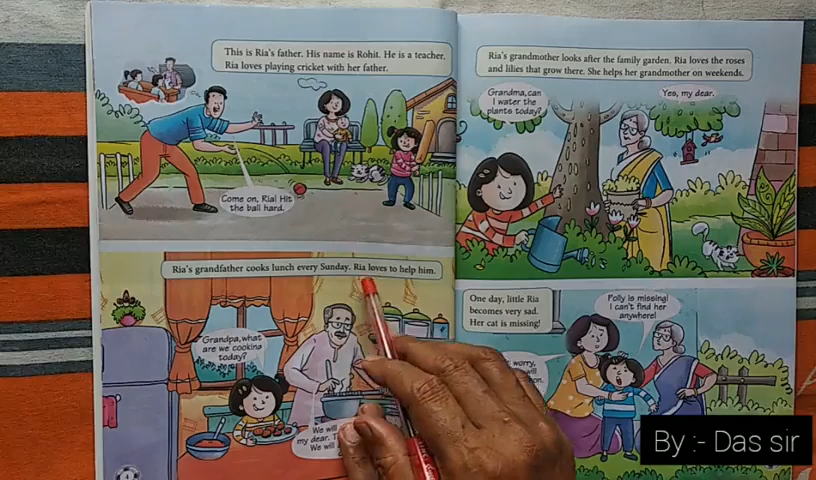 This is Ria's father. His name is Rohit. He is a teacher.
Ria loves playing cricket with her father.
Come on, Ria! Hit
the ball hard.
Ria's grandfather cooks lunch every Sunday. Ria loves to help him.
Grandpa, what
are we cooking
today?
We will
my dear.
We will
Ria's grandmother looks after the family garden. Ria loves the roses
and lilies that grow there. She helps her grandmother on weekends.
Grandma, can
I water the
plants today?
Yes, my dear.
One day, little Ria
becomes very sad.
Her cat is missing!
Polly is missing!
I can't find her
anywhere!
worry,
will
By :- Das sir